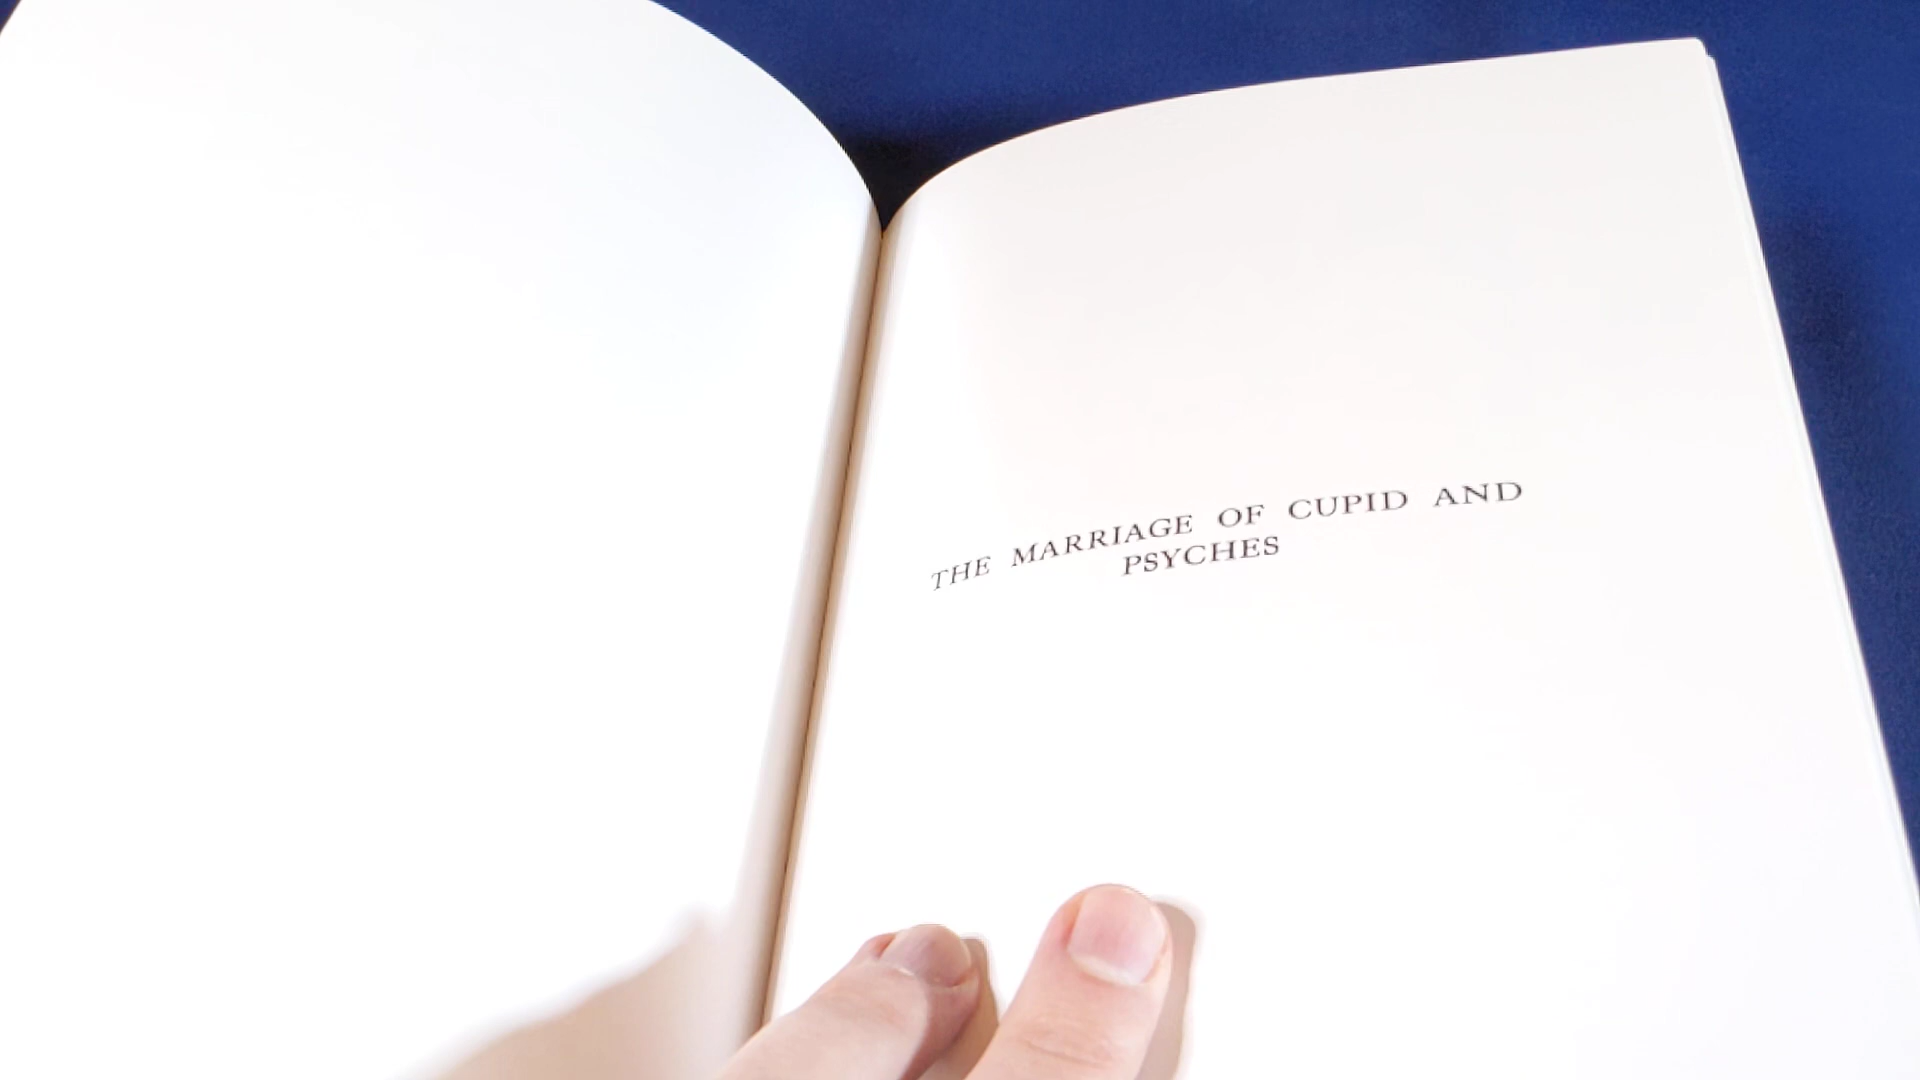 THE MARRIAGE OF CUPID AND
PSYCHES